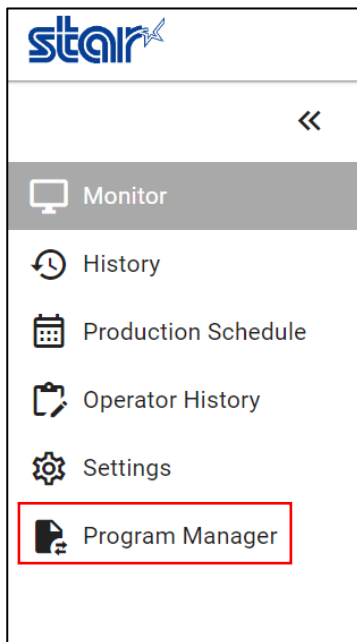 star
Monitor
History
Production Schedule
Operator History
Settings
Program Manager